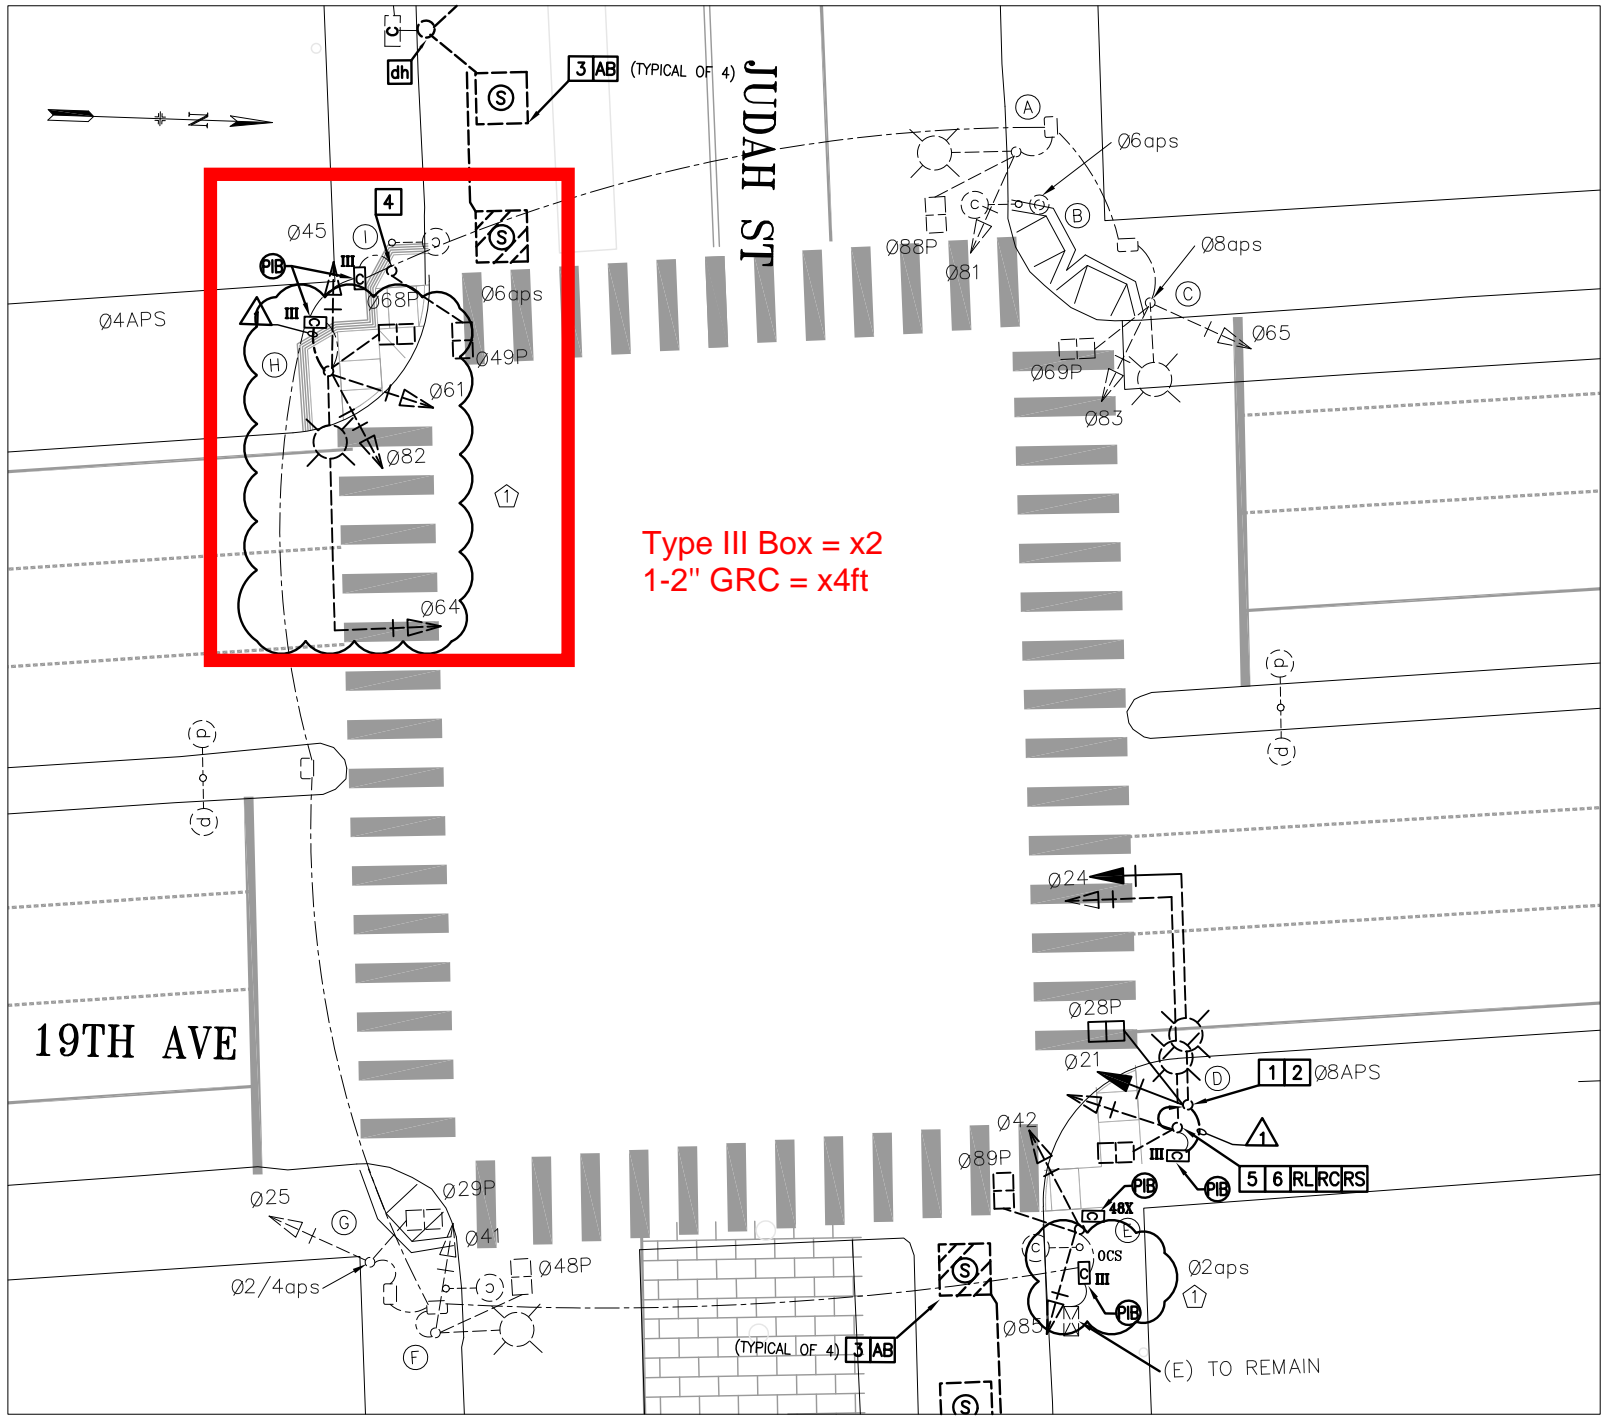 C
dh
3 AB (TYPICAL OF 4)
S
JUDAH ST
N
A
Ø6aps
4
Ø45
I
C
S
C
B
PIB
III
C
Ø88P
Ø81
Ø8aps
Ø68P
Ø6aps
C
Ø4APS
1
III
C
Ø65
H
Ø49P
Ø69P
Ø61
Ø83
Ø82
1
Type III Box = x2
1-2" GRC = x4ft
Ø64
d
d
p
p
Ø24
19TH AVE
Ø28P
Ø21
D
1 2 Ø8APS
Ø42
1
Ø89P
III C
5 6 RL RC RS
PIB
PIB
Ø25
Ø29P
G
Ø41
C 48X
E
C
OCS
Ø2/4aps
C
Ø48P
S
C III
Ø2aps
1
PIB
Ø85
F
(TYPICAL OF 4) 3 AB
(E) TO REMAIN
S